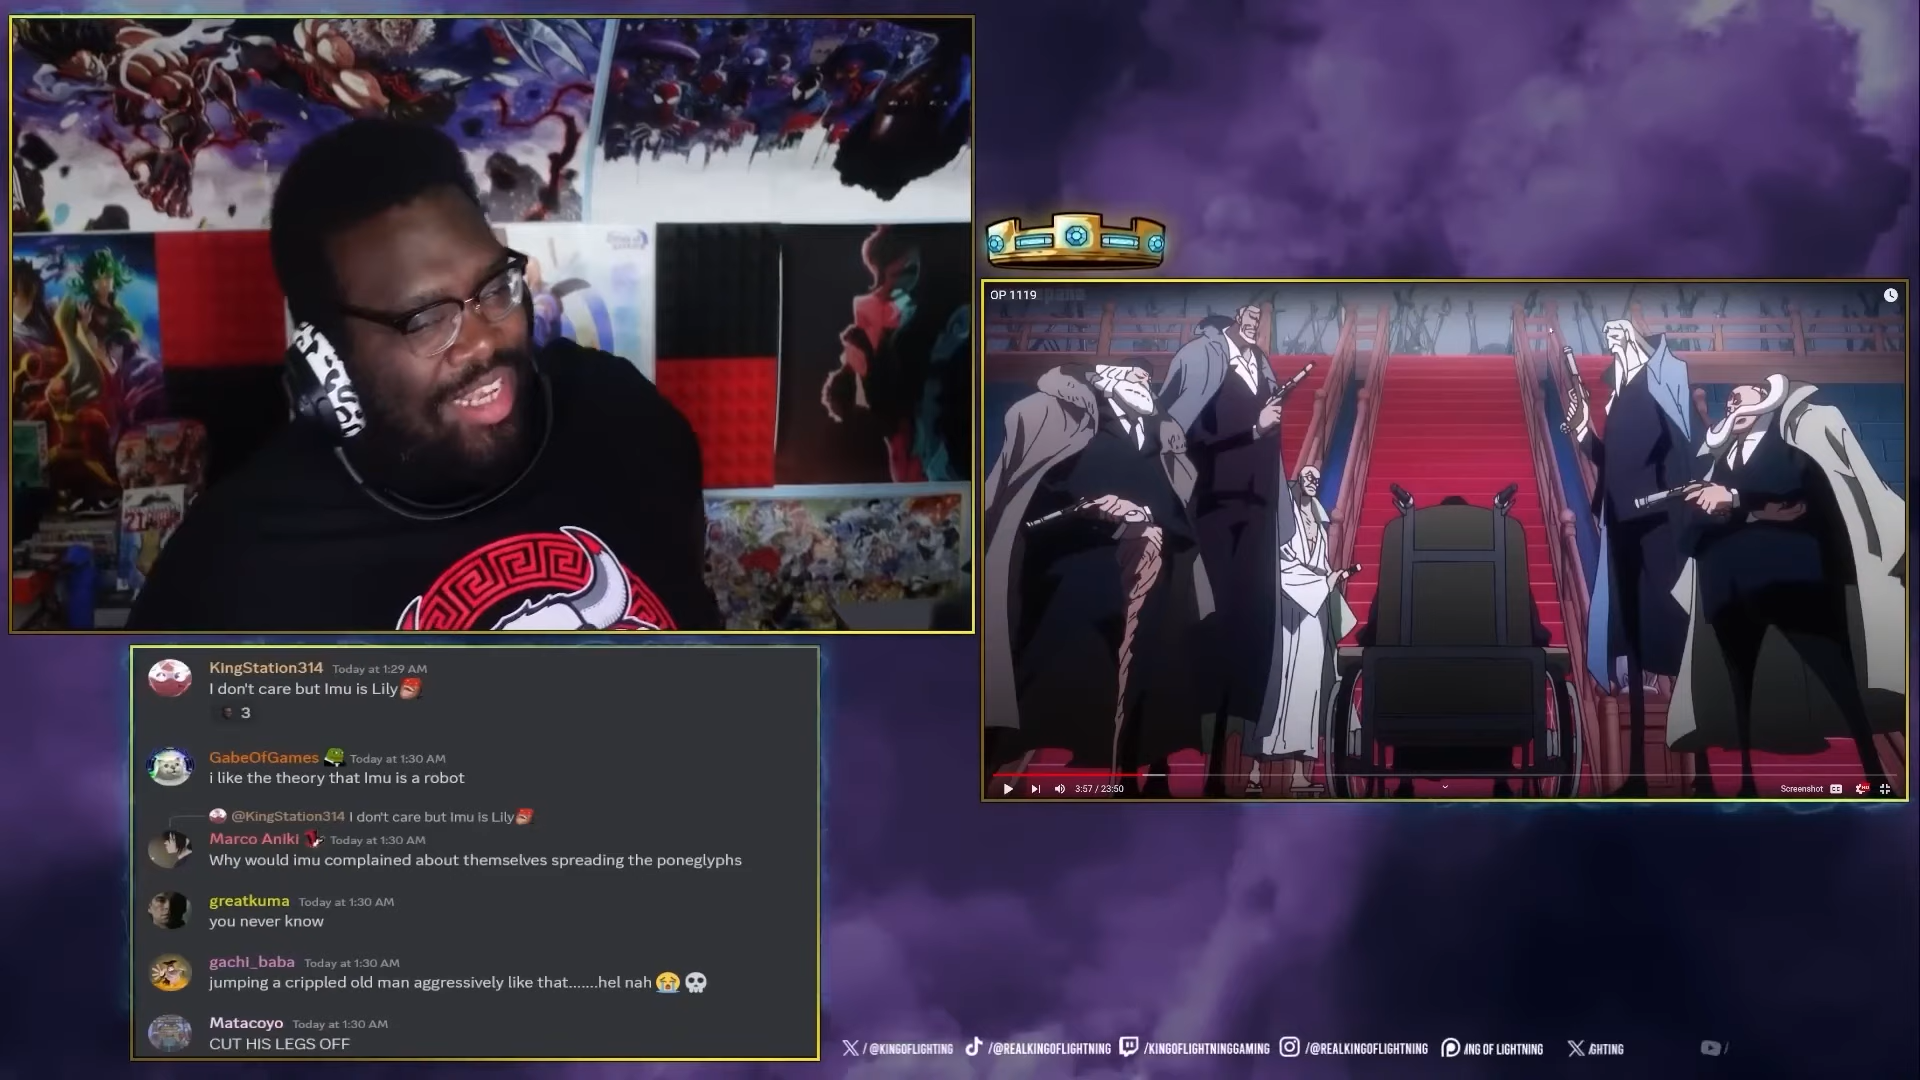 OP 1119
KIngStation314 Today at 1:29 AM
I don't care but Imu is Lily
3
GabeOfGames Today at 1:30 AM
i like the theory that Imu is a robot
@KIngStation314 I don't care but Imu is Lily
Marco Aniki Today at 1:30 AM
Why would imu complained about themselves spreading the poneglyphs
greatkuma Today at 1:30 AM
you never know
gachi_baba Today at 1:30 AM
jumping a crippled old man aggressively like that.......hel nah 😭💀
Matacoyo Today at 1:30 AM
CUT HIS LEGS OFF
3:57 / 23:50
Screenshot
/ @KINGOFLIGHTING /@REALKINGOFLIGHTNING /KINGOFLIGHTNINGGAMING /@REALKINGOFLIGHTNING ING OF LIGHTNING GHTING /